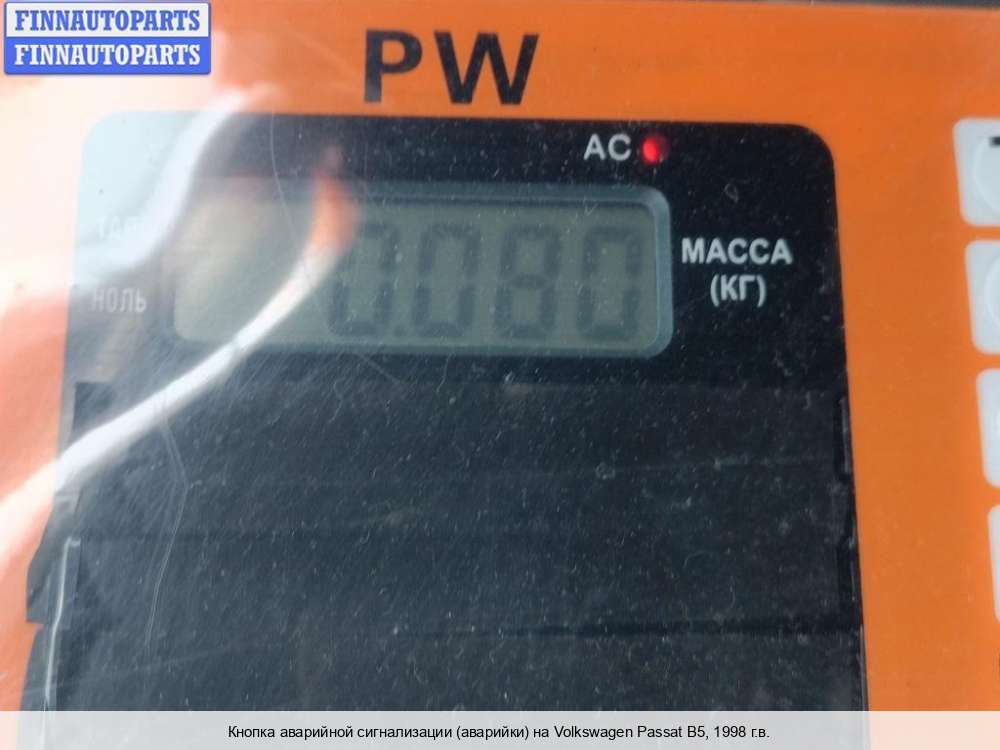 FINNAUTOPARTS
FINNAUTOPARTS
PW
AC
МАССА
(КГ)
НОЛЬ
0.080
Кнопка аварийной сигнализации (аварийки) на Volkswagen Passat B5, 1998 г.в.